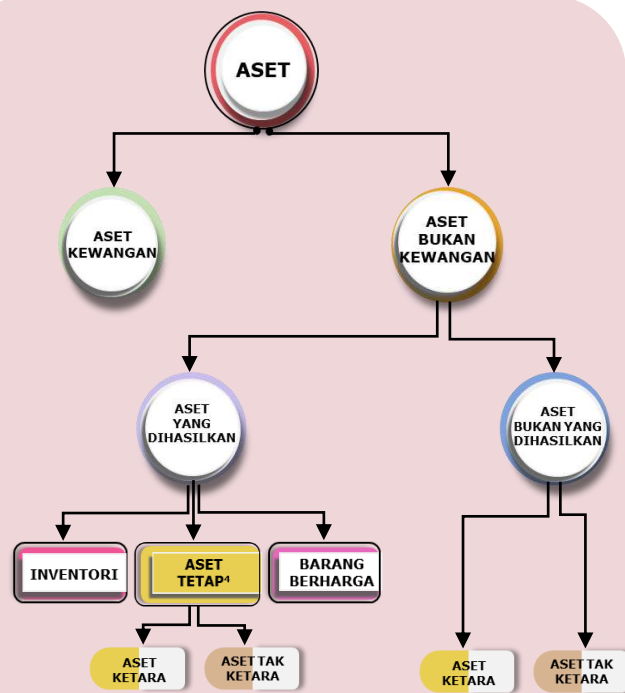 ASET
ASET
KEWANGAN
ASET
BUKAN
KEWANGAN
ASET
YANG
DIHASILKAN
ASET
BUKAN YANG
DIHASILKAN
INVENTORI
ASET
TETAP⁴
BARANG
BERHARGA
ASET
KETARA
ASET TAK
KETARA
ASET
KETARA
ASET TAK
KETARA